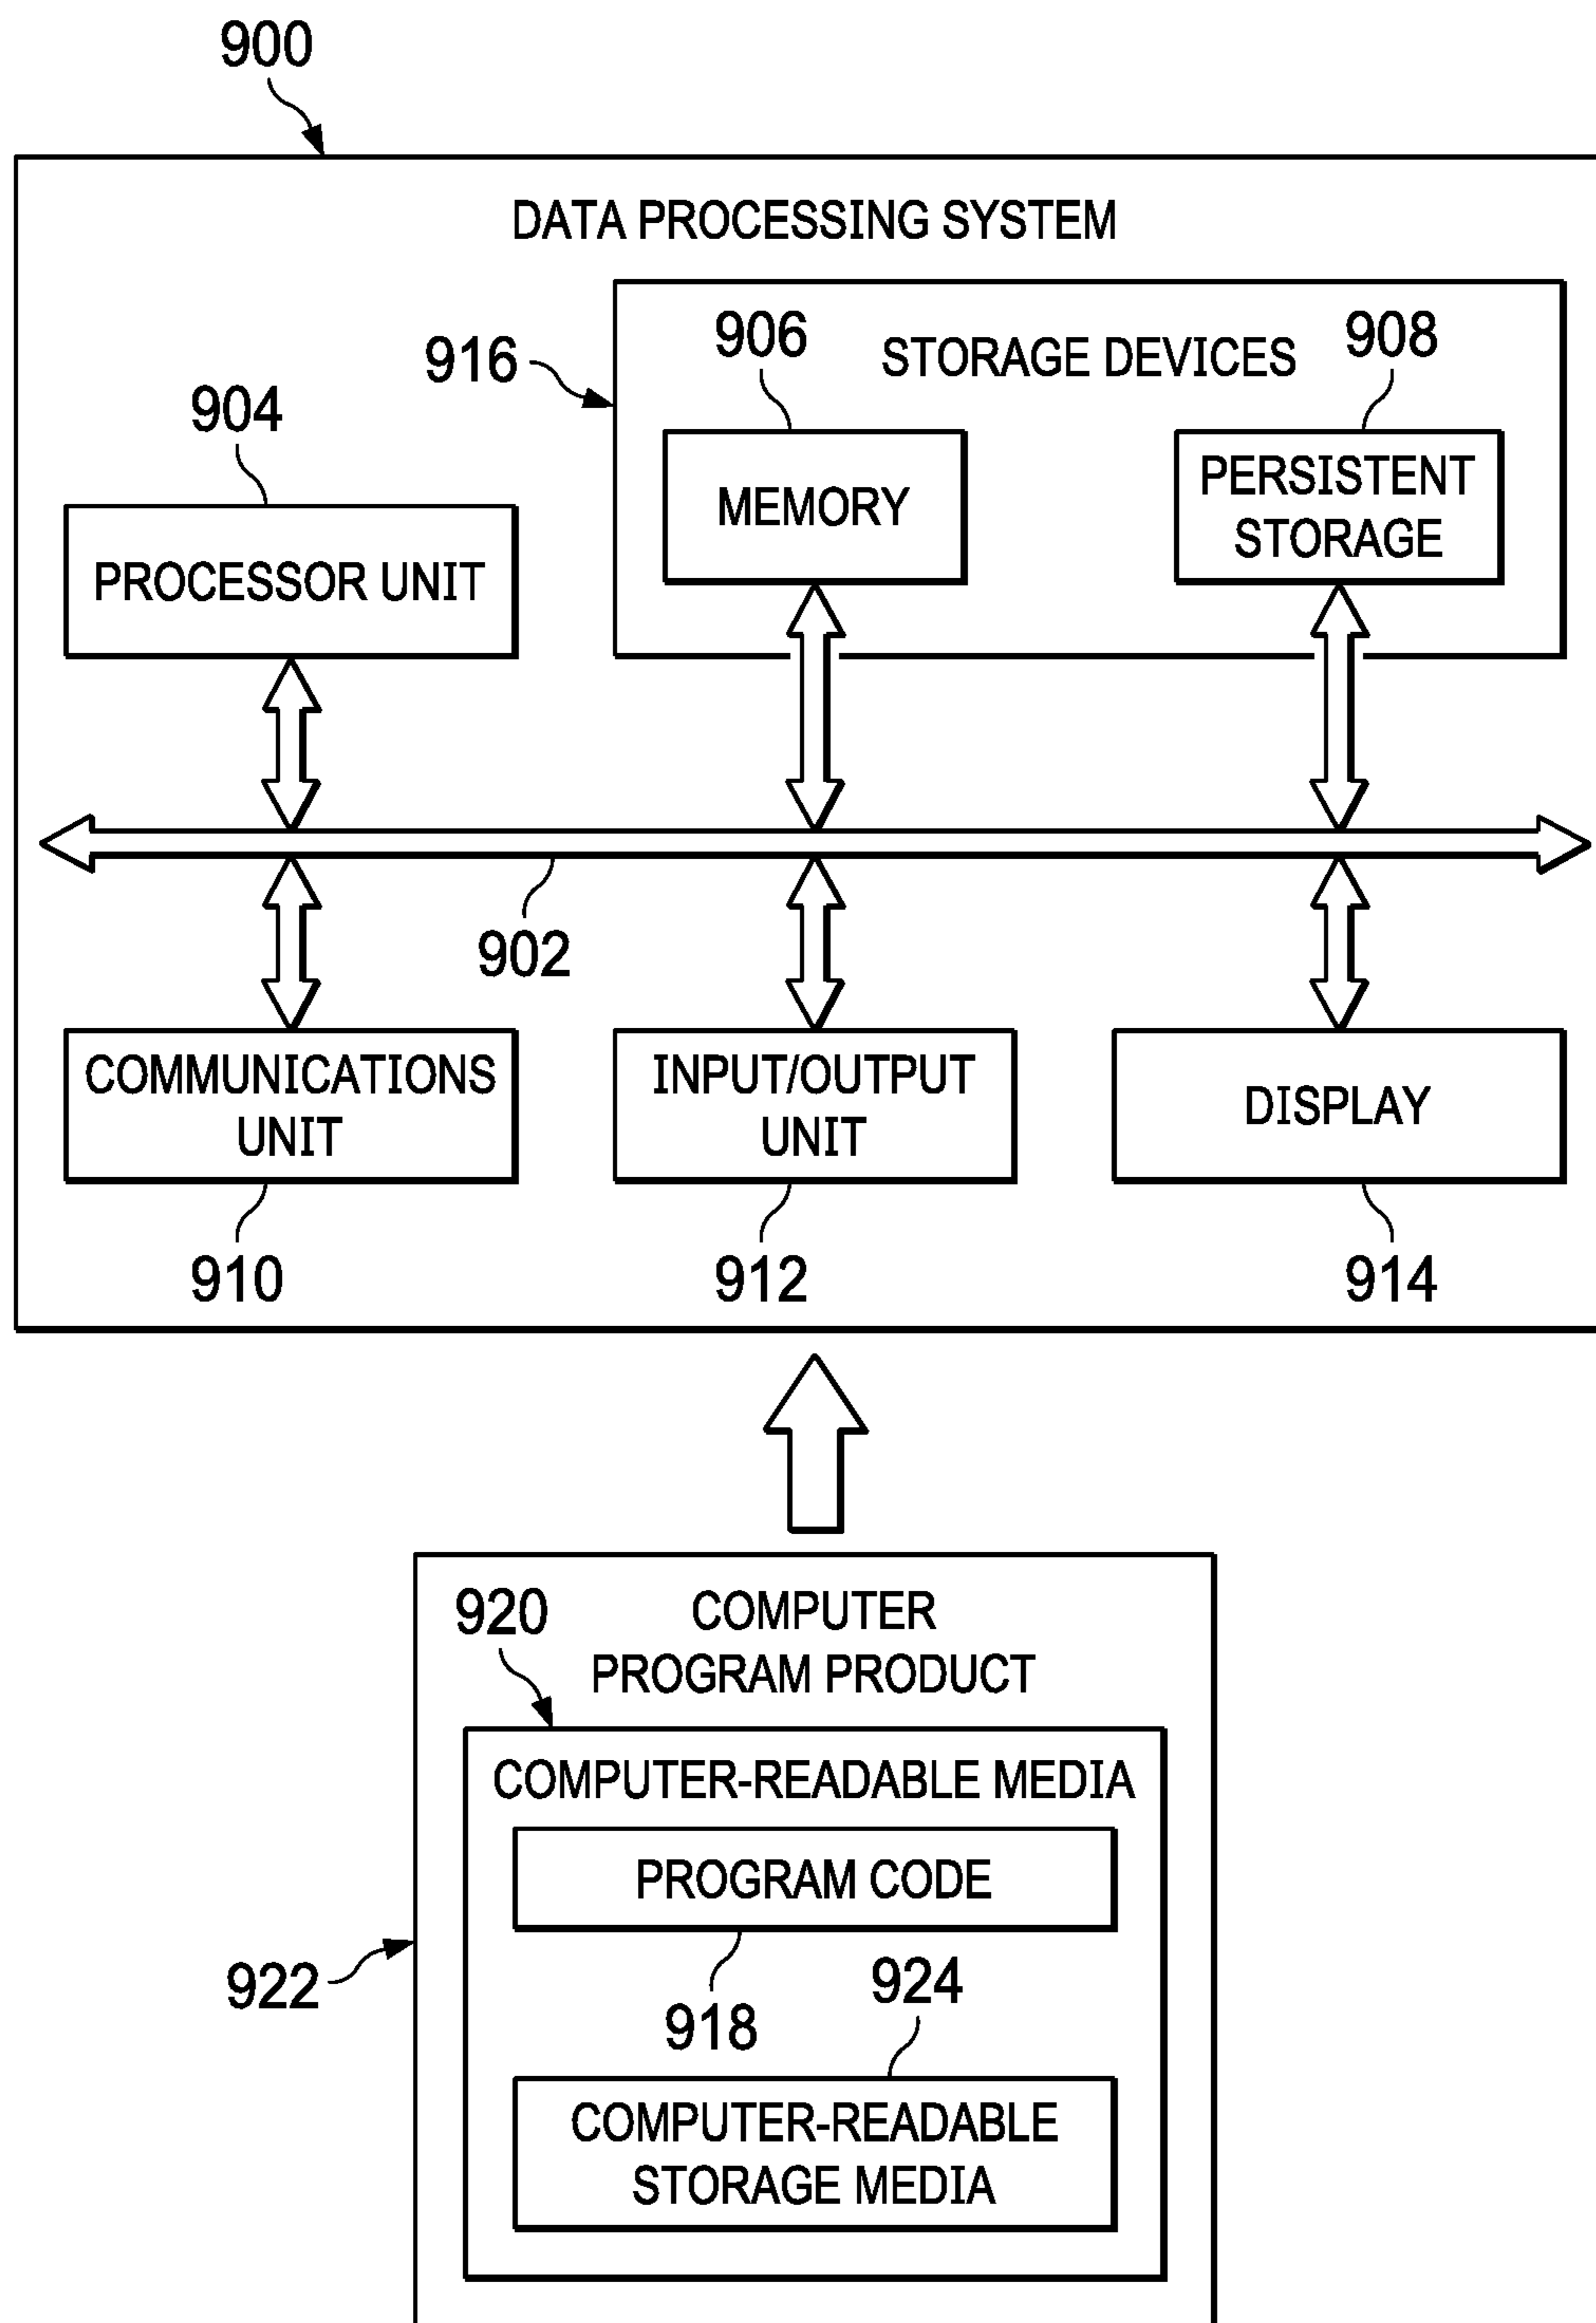 900
DATA PROCESSING SYSTEM
916
906
STORAGE DEVICES
908
904
MEMORY
PERSISTENT
STORAGE
PROCESSOR UNIT
902
COMMUNICATIONS
UNIT
INPUT/OUTPUT
UNIT
DISPLAY
910
912
914
920
COMPUTER
PROGRAM PRODUCT
COMPUTER-READABLE MEDIA
PROGRAM CODE
922
918
924
COMPUTER-READABLE
STORAGE MEDIA